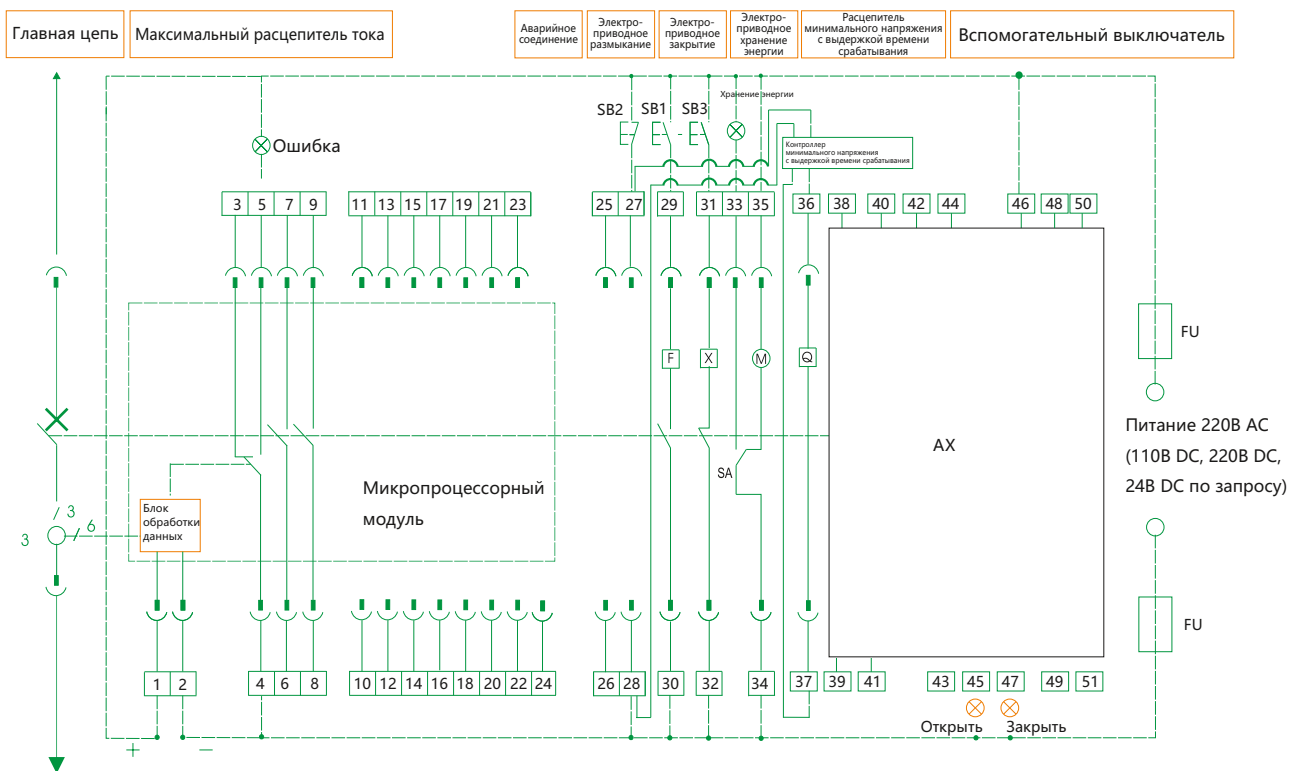 Главная цепь
Максимальный расцепитель тока
Аварийное
соединение
Электро-
приводное
размыкание
Электро-
приводное
закрытие
Электро-
приводное
хранение
энергии
Расцепитель
минимального напряжения
с выдержкой времени
срабатывания
Вспомогательный выключатель
Хранение энергии
SB2
SB1
SB3
Ошибка
Контроллер
минимального напряжения
с выдержкой времени срабатывания
3 5 7 9
11 13 15 17 19 21 23
25 27
29
31 33 35
36
38
40
42
44
46
48 50
FU
F
X
M
Q
Питание 220В AC
(110В DC, 220В DC,
24В DC по запросу)
AX
SA
Микропроцессорный
модуль
Блок
обработки
данных
3
3
6
FU
1 2
4 6 8
10 12 14 16 18 20 22 24
26 28
30
32
34
37
39
41
43
45
47
49
51
Открыть
Закрыть
+
−